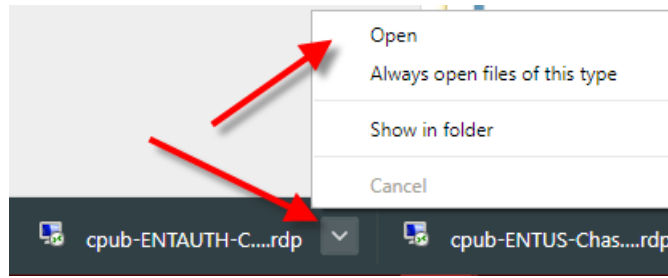 Open
Always open files of this type
Show in folder
Cancel
cpub-ENTAUTH-C....rdp
cpub-ENTUS-Chas....rdp